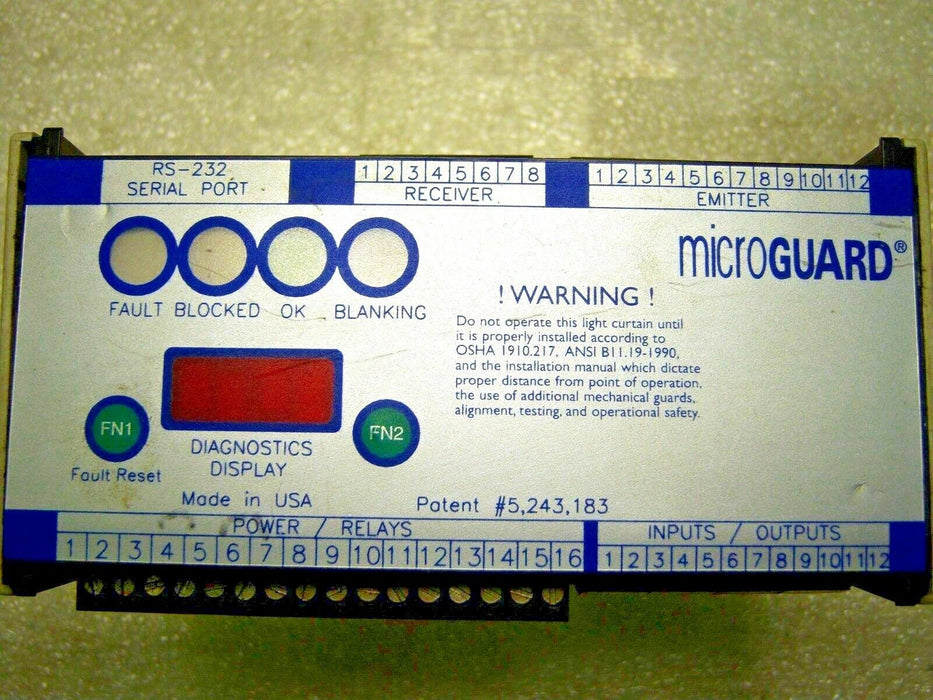 RS-232
SERIAL PORT
1 2 3 4 5 6 7 8
RECEIVER
1 2 3 4 5 6 7 8 9 10 11 12
EMITTER
microGUARD®
FAULT BLOCKED OK BLANKING
! WARNING !
Do not operate this light curtain until
it is properly installed according to
OSHA 1910.217, ANSI B11.19-1990,
and the installation manual which dictate
proper distance from point of operation,
the use of additional mechanical guards,
alignment, testing, and operational safety.
FN1
FN2
Fault Reset
DIAGNOSTICS
DISPLAY
Made in USA
Patent #5,243,183
POWER / RELAYS
1 2 3 4 5 6 7 8 9 10 11 12 13 14 15 16
INPUTS / OUTPUTS
1 2 3 4 5 6 7 8 9 10 11 12